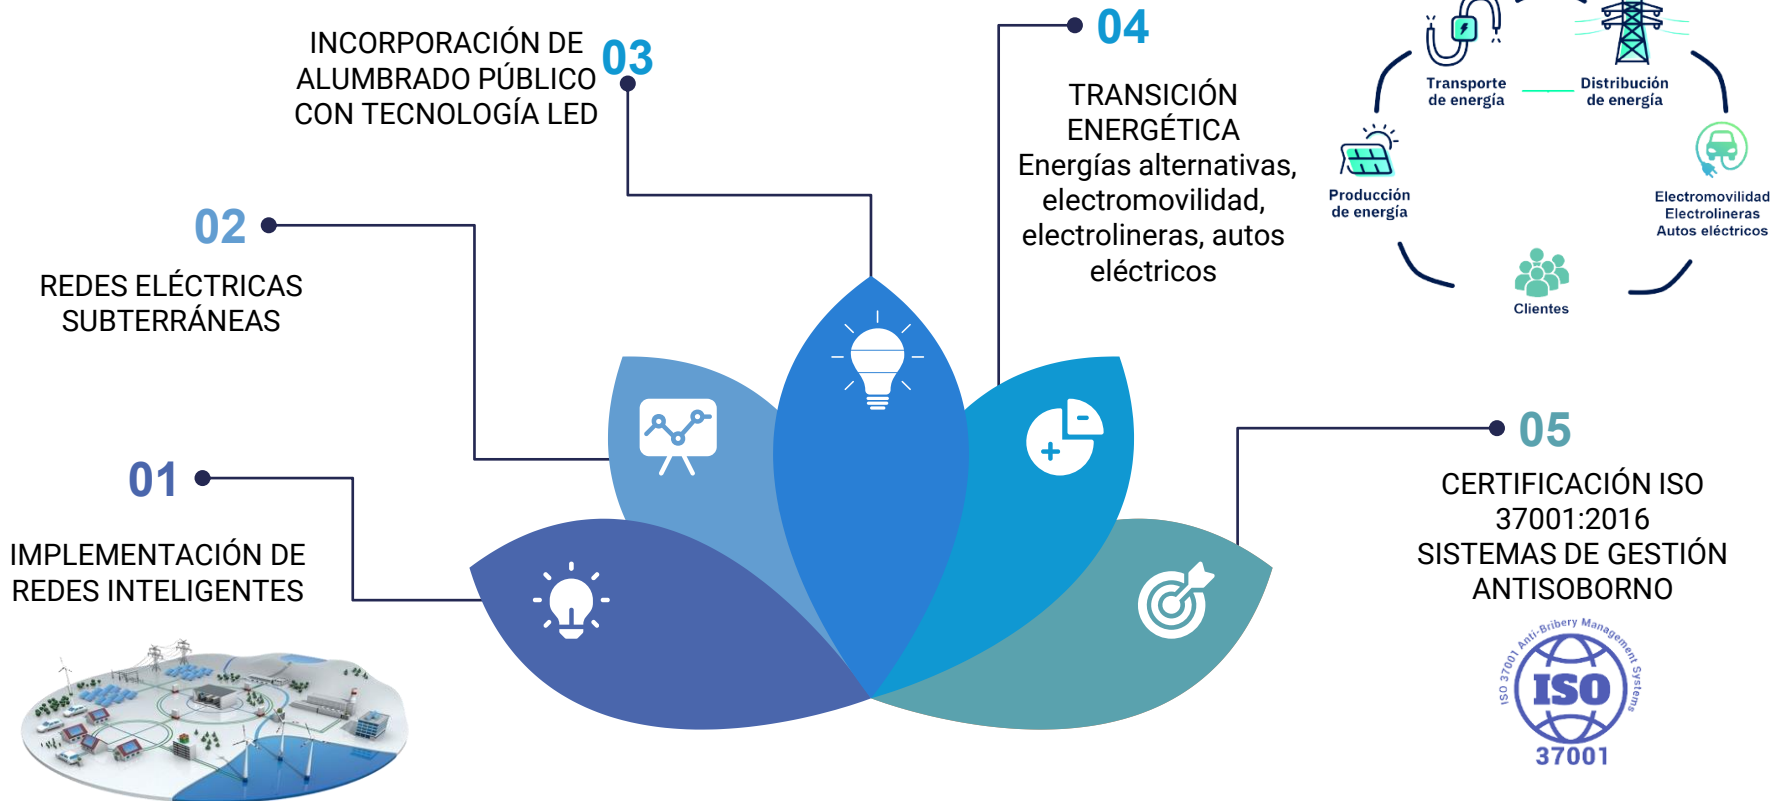 01
IMPLEMENTACIÓN DE
REDES INTELIGENTES
02
REDES ELÉCTRICAS
SUBTERRÁNEAS
03
INCORPORACIÓN DE
ALUMBRADO PÚBLICO
CON TECNOLOGÍA LED
04
TRANSICIÓN
ENERGÉTICA
Energías alternativas,
electromovilidad,
electrolineras, autos
eléctricos
Transporte
de energía
Distribución
de energía
Producción
de energía
Electromovilidad
Electrolineras
Autos eléctricos
Clientes
05
CERTIFICACIÓN ISO
37001:2016
SISTEMAS DE GESTIÓN
ANTISOBORNO
ISO 37001 Anti-Bribery Management Systems
ISO
37001